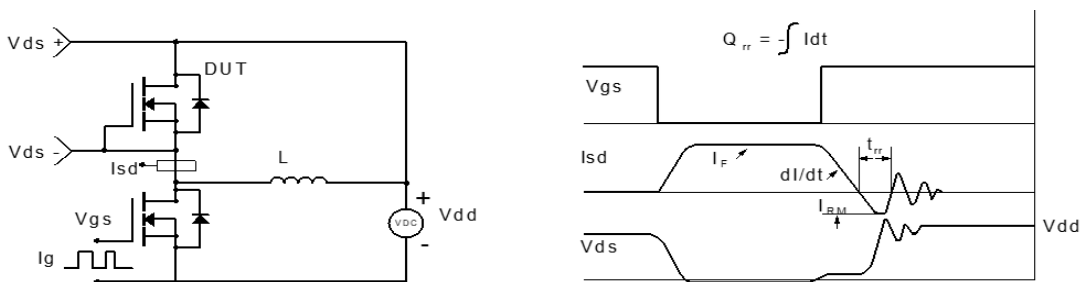 Vds +
DUT
Vds -
Isd
L
Vgs
Ig
+
VDC
-
Vdd
Q rr = -∫ Idt
Vgs
Isd
I F
dI/dt
t rr
I RM
Vds
Vdd